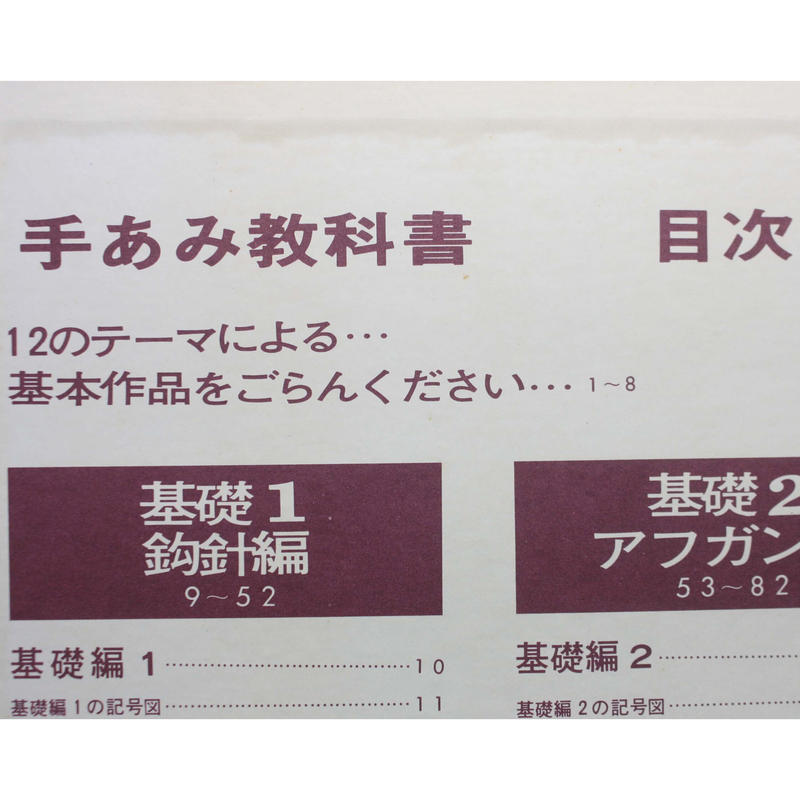 手あみ教科書 目次
12のテーマによる…
基本作品をごらんください… 1～8
基礎1
鈎針編
9～52
基礎編 1 10
基礎編1の記号図 11
基礎2
アフガン
53～82
基礎編 2
基礎編2の記号図